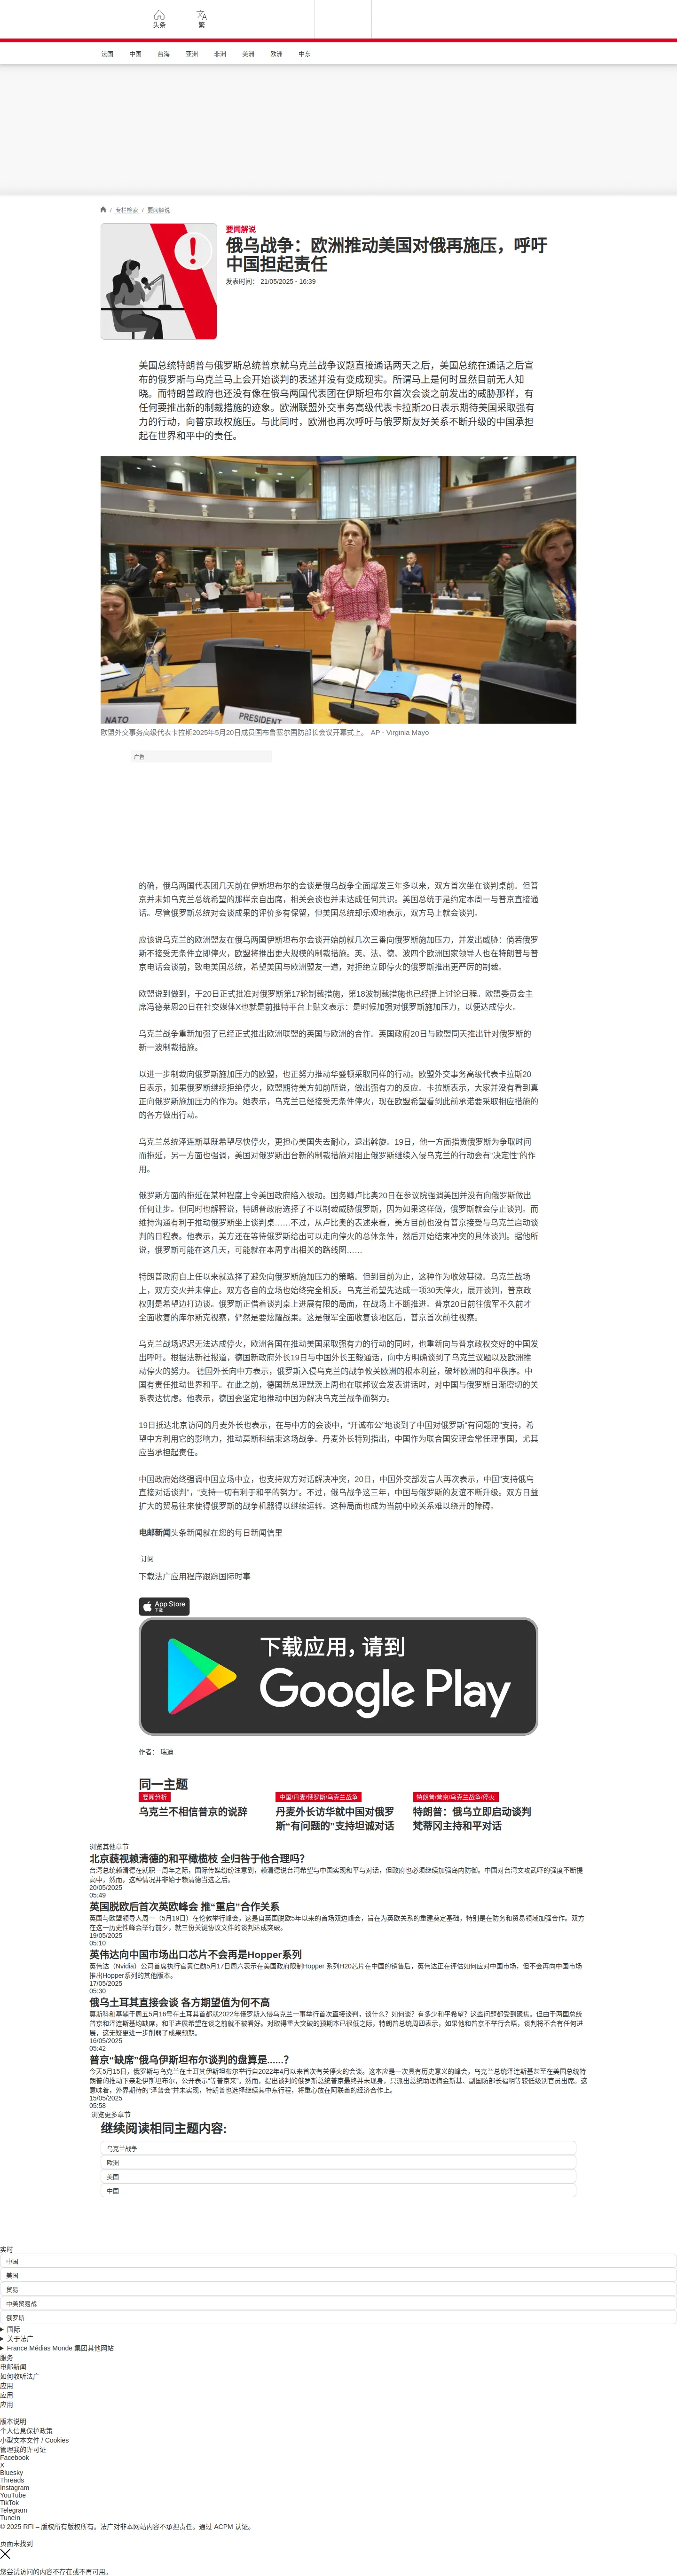 头条
繁
法国
中国
台海
亚洲
非洲
美洲
欧洲
中东
/ 专栏检索 / 要闻解说
要闻解说
俄乌战争：欧洲推动美国对俄再施压，呼吁
中国担起责任
发表时间： 21/05/2025 - 16:39
美国总统特朗普与俄罗斯总统普京就乌克兰战争议题直接通话两天之后，美国总统在通话之后宣
布的俄罗斯与乌克兰马上会开始谈判的表述并没有变成现实。所谓马上是何时显然目前无人知
晓。而特朗普政府也还没有像在俄乌两国代表团在伊斯坦布尔首次会谈之前发出的威胁那样，有
任何要推出新的制裁措施的迹象。欧洲联盟外交事务高级代表卡拉斯20日表示期待美国采取强有
力的行动，向普京政权施压。与此同时，欧洲也再次呼吁与俄罗斯友好关系不断升级的中国承担
起在世界和平中的责任。
NATO
PRESIDENT
欧盟外交事务高级代表卡拉斯2025年5月20日成员国布鲁塞尔国防部长会议开幕式上。 AP - Virginia Mayo
广告
的确，俄乌两国代表团几天前在伊斯坦布尔的会谈是俄乌战争全面爆发三年多以来，双方首次坐在谈判桌前。但普
京并未如乌克兰总统希望的那样亲自出席，相关会谈也并未达成任何共识。美国总统于是约定本周一与普京直接通
话。尽管俄罗斯总统对会谈成果的评价多有保留，但美国总统却乐观地表示，双方马上就会谈判。
应该说乌克兰的欧洲盟友在俄乌两国伊斯坦布尔会谈开始前就几次三番向俄罗斯施加压力，并发出威胁：倘若俄罗
斯不接受无条件立即停火，欧盟将推出更大规模的制裁措施。英、法、德、波四个欧洲国家领导人也在特朗普与普
京电话会谈前，致电美国总统，希望美国与欧洲盟友一道，对拒绝立即停火的俄罗斯推出更严厉的制裁。
欧盟说到做到，于20日正式批准对俄罗斯第17轮制裁措施，第18波制裁措施也已经提上讨论日程。欧盟委员会主
席冯德莱恩20日在社交媒体X也就是前推特平台上贴文表示：是时候加强对俄罗斯施加压力，以便达成停火。
乌克兰战争重新加强了已经正式推出欧洲联盟的英国与欧洲的合作。英国政府20日与欧盟同天推出针对俄罗斯的
新一波制裁措施。
以进一步制裁向俄罗斯施加压力的欧盟，也正努力推动华盛顿采取同样的行动。欧盟外交事务高级代表卡拉斯20
日表示，如果俄罗斯继续拒绝停火，欧盟期待美方如前所说，做出强有力的反应。卡拉斯表示，大家并没有看到真
正向俄罗斯施加压力的作为。她表示，乌克兰已经接受无条件停火，现在欧盟希望看到此前承诺要采取相应措施的
的各方做出行动。
乌克兰总统泽连斯基既希望尽快停火，更担心美国失去耐心，退出斡旋。19日，他一方面指责俄罗斯为争取时间
而拖延，另一方面也强调，美国对俄罗斯出台新的制裁措施对阻止俄罗斯继续入侵乌克兰的行动会有“决定性”的作
用。
俄罗斯方面的拖延在某种程度上令美国政府陷入被动。国务卿卢比奥20日在参议院强调美国并没有向俄罗斯做出
任何让步。但同时也解释说，特朗普政府选择了不以制裁威胁俄罗斯，因为如果这样做，俄罗斯就会停止谈判。而
维持沟通有利于推动俄罗斯坐上谈判桌……不过，从卢比奥的表述来看，美方目前也没有普京接受与乌克兰启动谈
判的日程表。他表示，美方还在等待俄罗斯给出可以走向停火的总体条件，然后开始结束冲突的具体谈判。据他所
说，俄罗斯可能在这几天，可能就在本周拿出相关的路线图……
特朗普政府自上任以来就选择了避免向俄罗斯施加压力的策略。但到目前为止，这种作为收效甚微。乌克兰战场
上，双方交火并未停止。双方各自的立场也始终完全相反。乌克兰希望先达成一项30天停火，展开谈判，普京政
权则是希望边打边谈。俄罗斯正借着谈判桌上进展有限的局面，在战场上不断推进。普京20日前往俄军不久前才
全面收复的库尔斯克视察，俨然是要炫耀战果。这是俄军全面收复该地区后，普京首次前往视察。
乌克兰战场迟迟无法达成停火，欧洲各国在推动美国采取强有力的行动的同时，也重新向与普京政权交好的中国发
出呼吁。根据法新社报道，德国新政府外长19日与中国外长王毅通话，向中方明确谈到了乌克兰议题以及欧洲推
动停火的努力。 德国外长向中方表示，俄罗斯入侵乌克兰的战争攸关欧洲的根本利益，破坏欧洲的和平秩序。中
国有责任推动世界和平。在此之前，德国新总理默茨上周也在联邦议会发表讲话时，对中国与俄罗斯日渐密切的关
系表达忧虑。他表示，德国会坚定地推动中国为解决乌克兰战争而努力。
19日抵达北京访问的丹麦外长也表示，在与中方的会谈中，“开诚布公”地谈到了中国对俄罗斯“有问题的”支持，希
望中方利用它的影响力，推动莫斯科结束这场战争。丹麦外长特别指出，中国作为联合国安理会常任理事国，尤其
应当承担起责任。
中国政府始终强调中国立场中立，也支持双方对话解决冲突，20日，中国外交部发言人再次表示，中国“支持俄乌
直接对话谈判”，“支持一切有利于和平的努力”。不过，俄乌战争这三年，中国与俄罗斯的友谊不断升级。双方日益
扩大的贸易往来使得俄罗斯的战争机器得以继续运转。这种局面也成为当前中欧关系难以绕开的障碍。
电邮新闻头条新闻就在您的每日新闻信里
订阅
下载法广应用程序跟踪国际时事
App Store
下载
下载应用，请到
Google Play
作者： 瑞迪
同一主题
要闻分析
乌克兰不相信普京的说辞
中国/丹麦/俄罗斯/乌克兰战争
丹麦外长访华就中国对俄罗
斯“有问题的”支持坦诚对话
特朗普/普京/乌克兰战争/停火
特朗普：俄乌立即启动谈判
梵蒂冈主持和平对话
浏览其他章节
北京藐视赖清德的和平橄榄枝 全归咎于他合理吗？
台湾总统赖清德在就职一周年之际，国际传媒纷纷注意到，赖清德说台湾希望与中国实现和平与对话，但政府也必须继续加强岛内防御。中国对台湾文攻武吓的强度不断提
高中，然而，这种情况并非始于赖清德当选之后。
20/05/2025
05:49
英国脱欧后首次英欧峰会 推“重启”合作关系
英国与欧盟领导人周一（5月19日）在伦敦举行峰会，这是自英国脱欧5年以来的首场双边峰会，旨在为英欧关系的重建奠定基础，特别是在防务和贸易领域加强合作。双方
在这一历史性峰会举行前夕，就三份关键协议文件的谈判达成突破。
19/05/2025
05:10
英伟达向中国市场出口芯片不会再是Hopper系列
英伟达（Nvidia）公司首席执行官黄仁勋5月17日周六表示在美国政府限制Hopper 系列H20芯片在中国的销售后，英伟达正在评估如何应对中国市场，但不会再向中国市场
推出Hopper系列的其他版本。
17/05/2025
05:30
俄乌土耳其直接会谈 各方期望值为何不高
莫斯科和基辅于周五5月16号在土耳其首都就2022年俄罗斯入侵乌克兰一事举行首次直接谈判，谈什么？如何谈？有多少和平希望？这些问题都受到聚焦。但由于两国总统
普京和泽连斯基均缺席，和平进展希望在谈之前就不被看好。对取得重大突破的预期本已很低之际，特朗普总统周四表示，如果他和普京不举行会晤，谈判将不会有任何进
展，这无疑更进一步削弱了成果预期。
16/05/2025
05:42
普京“缺席”俄乌伊斯坦布尔谈判的盘算是......？
今天5月15日，俄罗斯与乌克兰在土耳其伊斯坦布尔举行自2022年4月以来首次有关停火的会谈。这本应是一次具有历史意义的峰会，乌克兰总统泽连斯基甚至在美国总统特
朗普的推动下亲赴伊斯坦布尔，公开表示“等普京来”。然而，提出谈判的俄罗斯总统普京最终并未现身，只派出总统助理梅金斯基、副国防部长福明等较低级别官员出席。这
意味着，外界期待的“泽普会”并未实现，特朗普也选择继续其中东行程，将重心放在阿联酋的经济合作上。
15/05/2025
05:58
浏览更多章节
继续阅读相同主题内容:
乌克兰战争
欧洲
美国
中国
实时
中国
美国
贸易
中美贸易战
俄罗斯
国际
关于法广
France Médias Monde 集团其他网站
服务
电邮新闻
如何收听法广
应用
应用
应用
版本说明
个人信息保护政策
小型文本文件 / Cookies
管理我的许可证
Facebook
X
Bluesky
Threads
Instagram
YouTube
TikTok
Telegram
TuneIn
© 2025 RFI – 版权所有版权所有。法广对非本网站内容不承担责任。通过 ACPM 认证。
页面未找到
您尝试访问的内容不存在或不再可用。